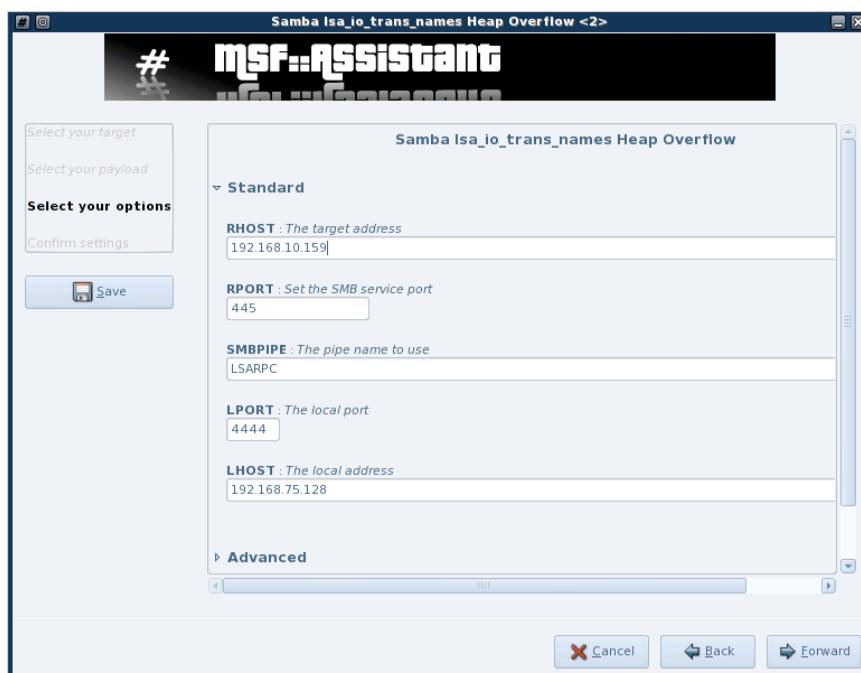 Samba lsa_io_trans_names Heap Overflow <2>
# MSF::Assistant
Select your target
Select your payload
Select your options
Confirm settings
Save
Samba lsa_io_trans_names Heap Overflow
Standard
RHOST : The target address
192.168.10.159
RPORT : Set the SMB service port
445
SMBPIPE : The pipe name to use
LSARPC
LPORT : The local port
4444
LHOST : The local address
192.168.75.128
Advanced
Cancel
Back
Forward